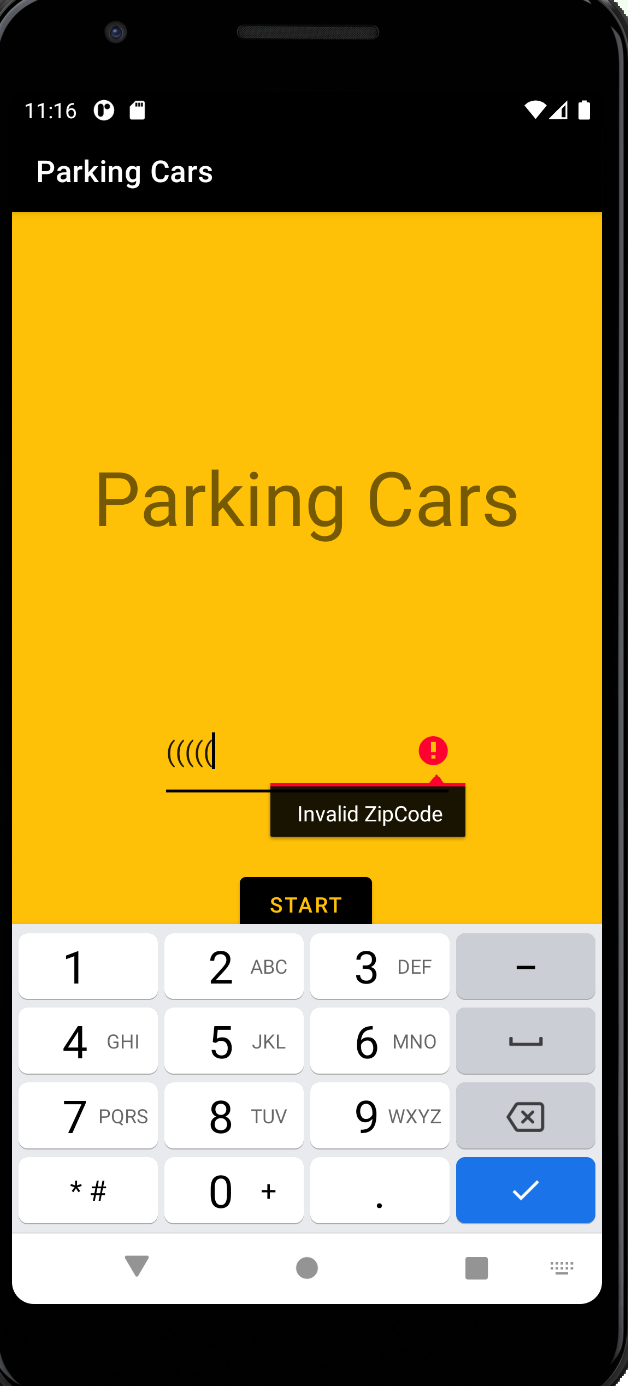 11:16
Parking Cars
Parking Cars
(((((
Invalid ZipCode
START
1 2 ABC 3 DEF –
4 GHI 5 JKL 6 MNO
7 PQRS 8 TUV 9 WXYZ
* # 0 + .